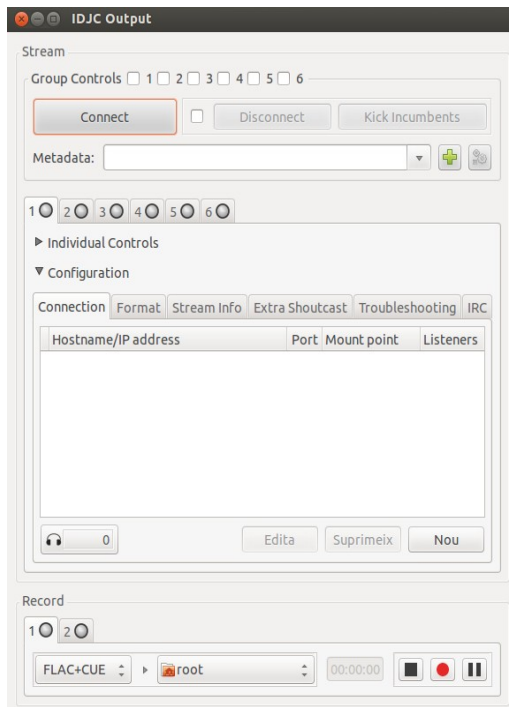 IDJC Output
Stream
Group Controls 1 2 3 4 5 6
Connect Disconnect Kick Incumbents
Metadata:
1 2 3 4 5 6
Individual Controls
Configuration
Connection Format Stream Info Extra Shoutcast Troubleshooting IRC
Hostname/IP address Port Mount point Listeners
0 Edita Suprimeix Nou
Record
1 2
FLAC+CUE root 00:00:00